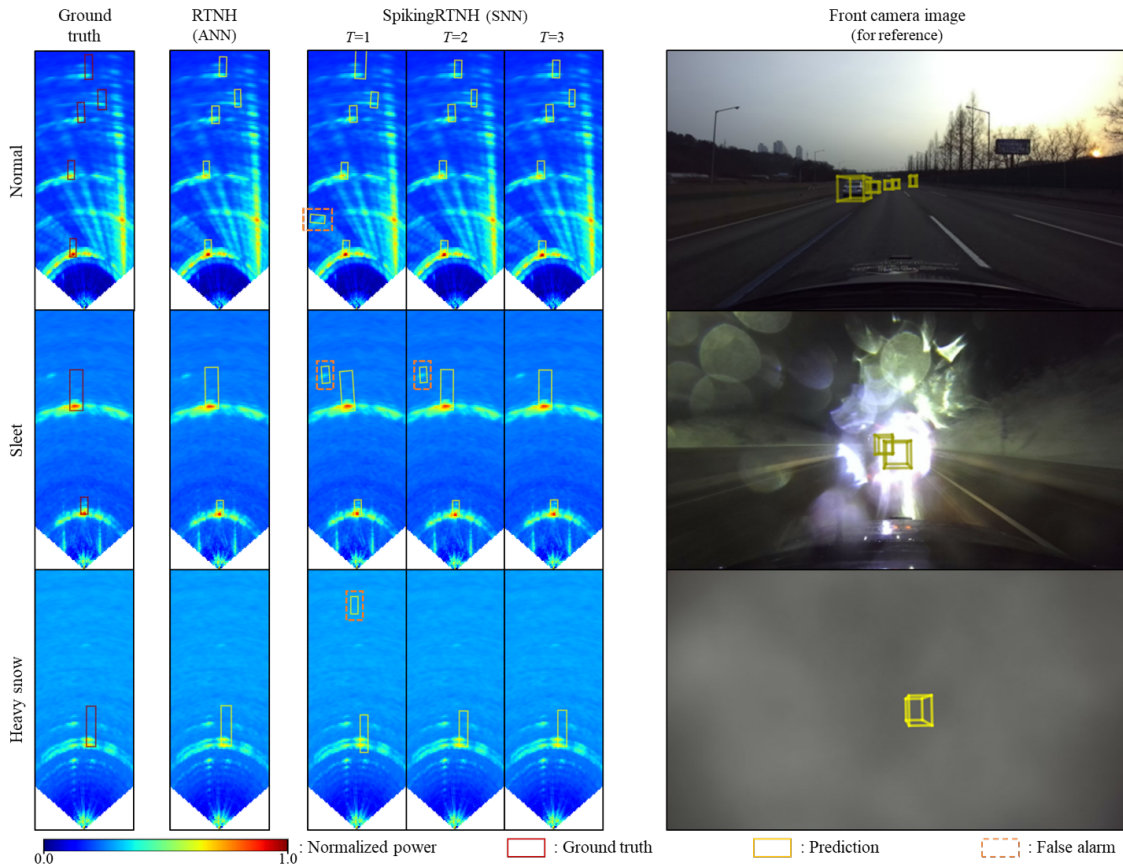 Ground
truth
RTNH
(ANN)
SpikingRTNH (SNN)
T=1
T=2
T=3
Front camera image
(for reference)
Normal
Sleet
Heavy snow
0.0
1.0
: Normalized power
: Ground truth
: Prediction
: False alarm